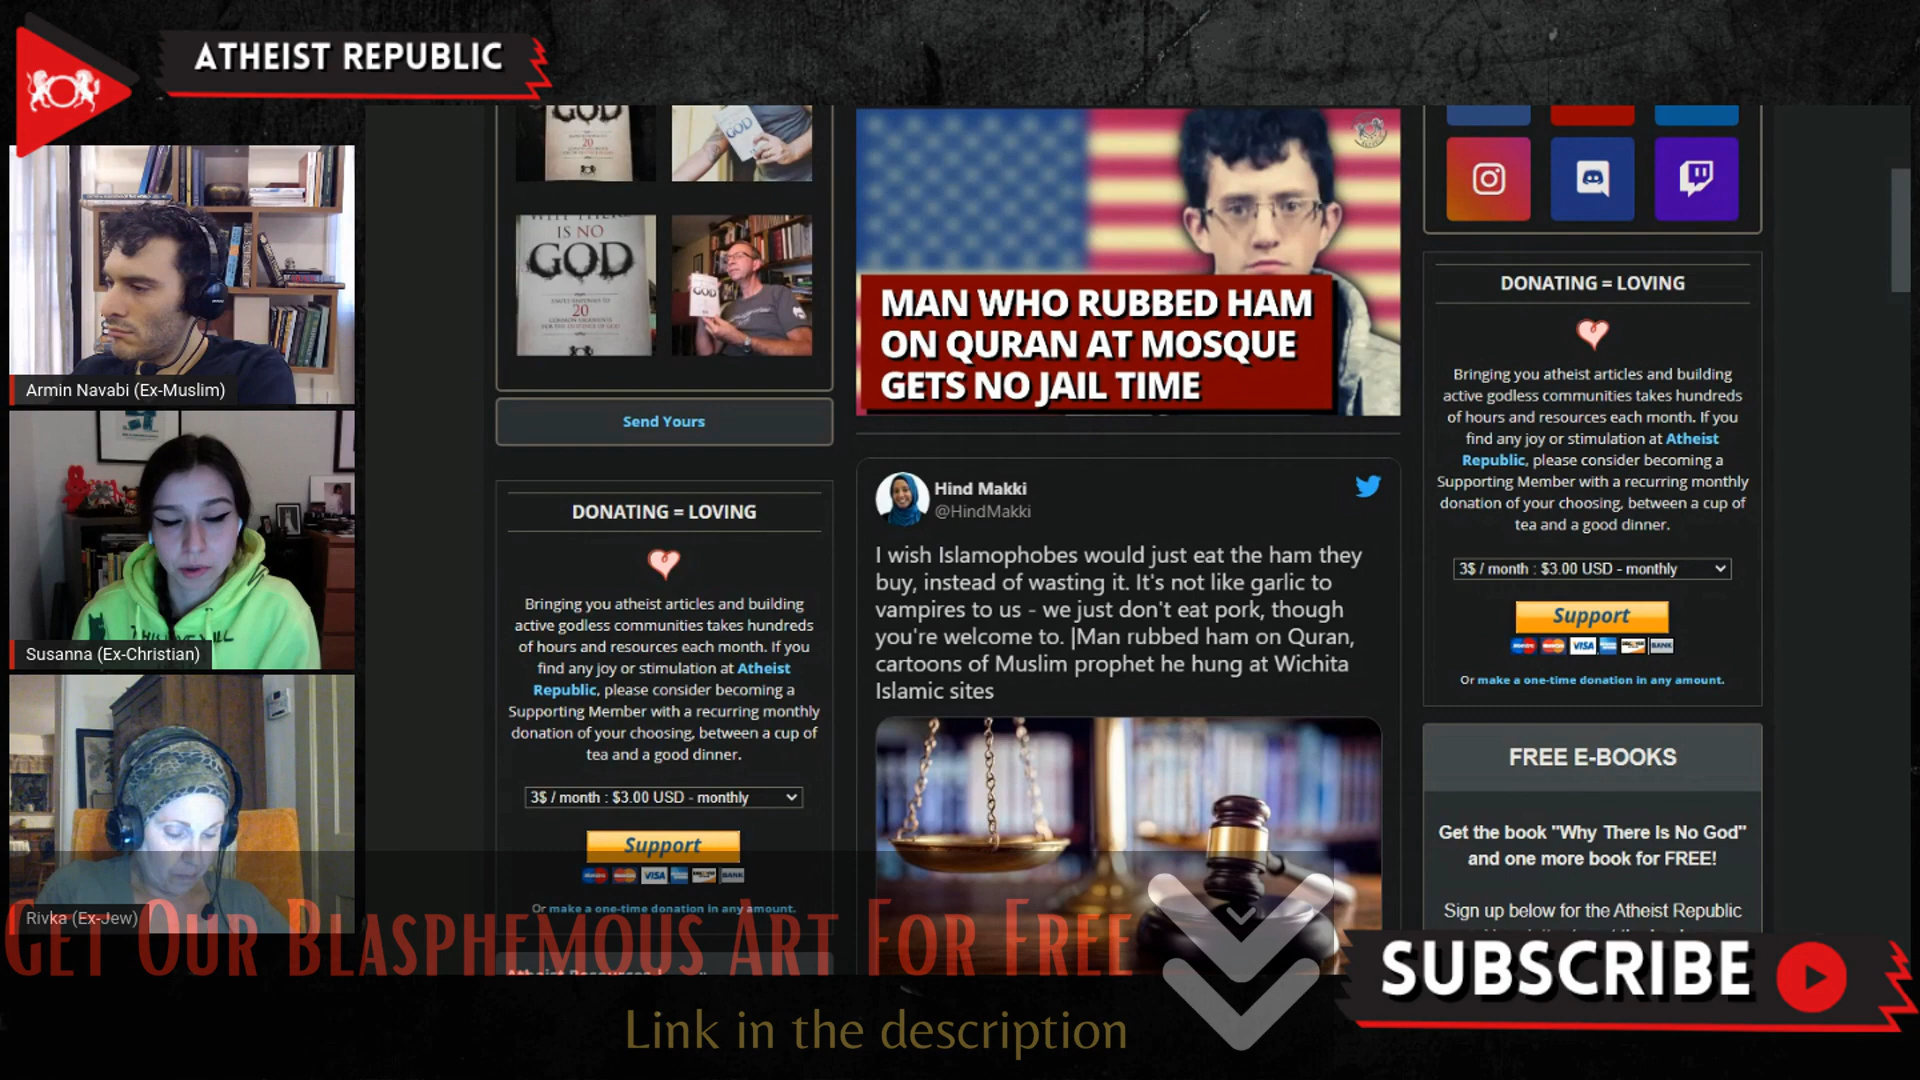 ATHEIST REPUBLIC
Armin Navabi (Ex-Muslim)
Susanna (Ex-Christian)
Rivka (Ex-Jew)
GOD
20
GOD
IS NO
GOD
20
GOD
Send Yours
DONATING = LOVING
Bringing you atheist articles and building
active godless communities takes hundreds
of hours and resources each month. If you
find any joy or stimulation at Atheist
Republic, please consider becoming a
Supporting Member with a recurring monthly
donation of your choosing, between a cup of
tea and a good dinner.
3$ / month : $3.00 USD - monthly
Support
VISA
BANK
Or make a one-time donation in any amount.
MAN WHO RUBBED HAM
ON QURAN AT MOSQUE
GETS NO JAIL TIME
Hind Makki
@HindMakki
I wish Islamophobes would just eat the ham they
buy, instead of wasting it. It's not like garlic to
vampires to us - we just don't eat pork, though
you're welcome to. |Man rubbed ham on Quran,
cartoons of Muslim prophet he hung at Wichita
Islamic sites
DONATING = LOVING
Bringing you atheist articles and building
active godless communities takes hundreds
of hours and resources each month. If you
find any joy or stimulation at Atheist
Republic, please consider becoming a
Supporting Member with a recurring monthly
donation of your choosing, between a cup of
tea and a good dinner.
3$ / month : $3.00 USD - monthly
Support
VISA
BANK
Or make a one-time donation in any amount.
FREE E-BOOKS
Get the book "Why There Is No God"
and one more book for FREE!
Sign up below for the Atheist Republic
Get Our Blasphemous Art For Free
Link in the description
SUBSCRIBE